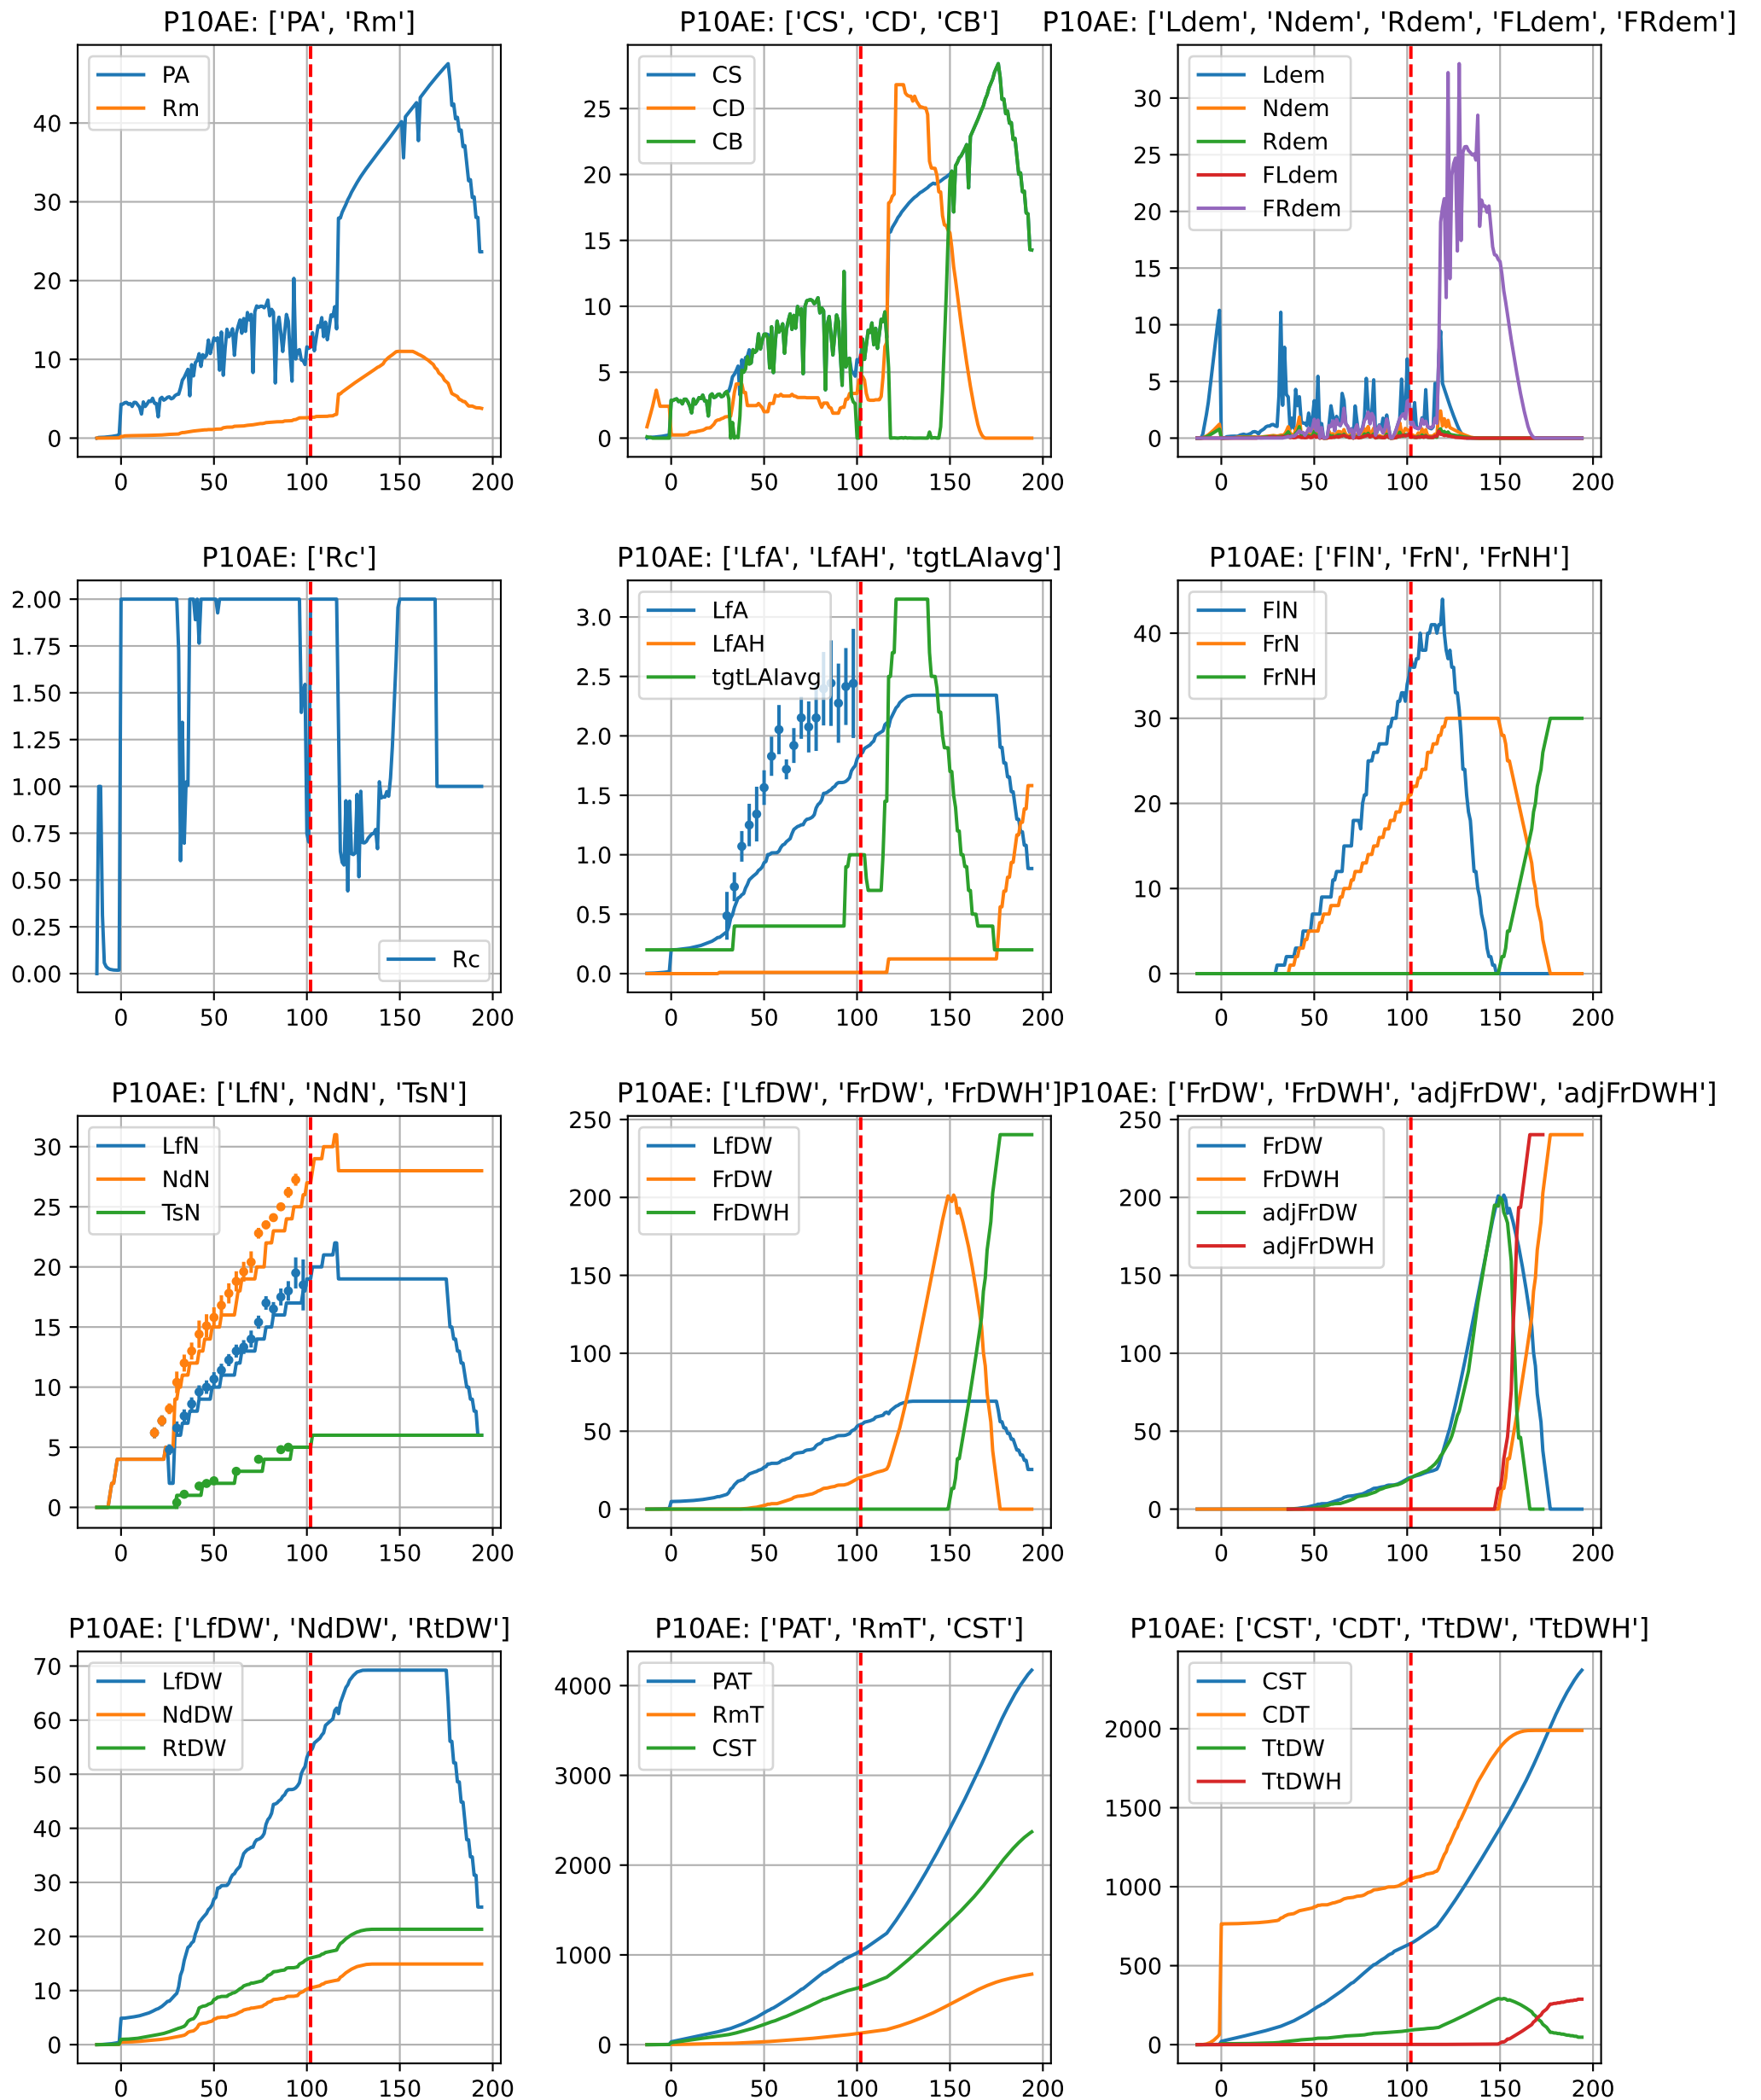 P10AE: ['PA', 'Rm']
PA
Rm
0
10
20
30
40
0 50 100 150 200
P10AE: ['CS', 'CD', 'CB']
CS
CD
CB
0
5
10
15
20
25
0 50 100 150 200
P10AE: ['Ldem', 'Ndem', 'Rdem', 'FLdem', 'FRdem']
Ldem
Ndem
Rdem
FLdem
FRdem
0
5
10
15
20
25
30
0 50 100 150 200
P10AE: ['Rc']
Rc
0.00
0.25
0.50
0.75
1.00
1.25
1.50
1.75
2.00
0 50 100 150 200
P10AE: ['LfA', 'LfAH', 'tgtLAIavg']
LfA
LfAH
tgtLAIavg
0.0
0.5
1.0
1.5
2.0
2.5
3.0
0 50 100 150 200
P10AE: ['FlN', 'FrN', 'FrNH']
FlN
FrN
FrNH
0
10
20
30
40
0 50 100 150 200
P10AE: ['LfN', 'NdN', 'TsN']
LfN
NdN
TsN
0
5
10
15
20
25
30
0 50 100 150 200
P10AE: ['LfDW', 'FrDW', 'FrDWH']
LfDW
FrDW
FrDWH
0
50
100
150
200
250
0 50 100 150 200
P10AE: ['FrDW', 'FrDWH', 'adjFrDW', 'adjFrDWH']
FrDW
FrDWH
adjFrDW
adjFrDWH
0
50
100
150
200
250
0 50 100 150 200
P10AE: ['LfDW', 'NdDW', 'RtDW']
LfDW
NdDW
RtDW
0
10
20
30
40
50
60
70
0 50 100 150 200
P10AE: ['PAT', 'RmT', 'CST']
PAT
RmT
CST
0
1000
2000
3000
4000
0 50 100 150 200
P10AE: ['CST', 'CDT', 'TtDW', 'TtDWH']
CST
CDT
TtDW
TtDWH
0
500
1000
1500
2000
0 50 100 150 200